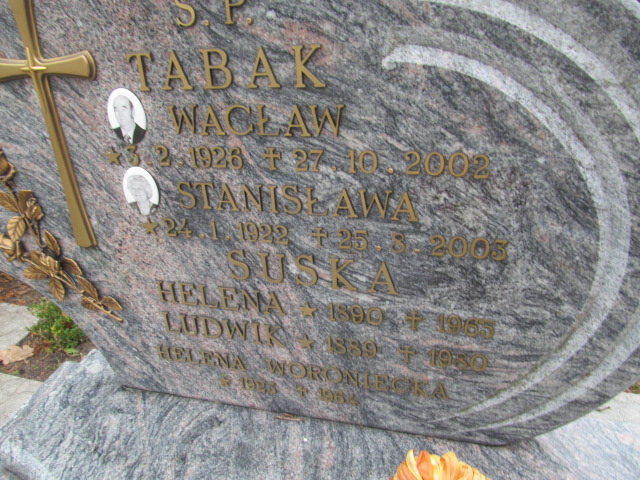 S. P.
TABAK
WACŁAW
★ 3. 2. 1926 ✝ 27. 10. 2002
STANISŁAWA
★ 24. 1. 1922 ✝ 25. 8. 2003
SUSKA
HELENA ★ 1890 ✝ 1965
LUDWIK ★ 1889 ✝ 1980
HELENA WORONIECKA